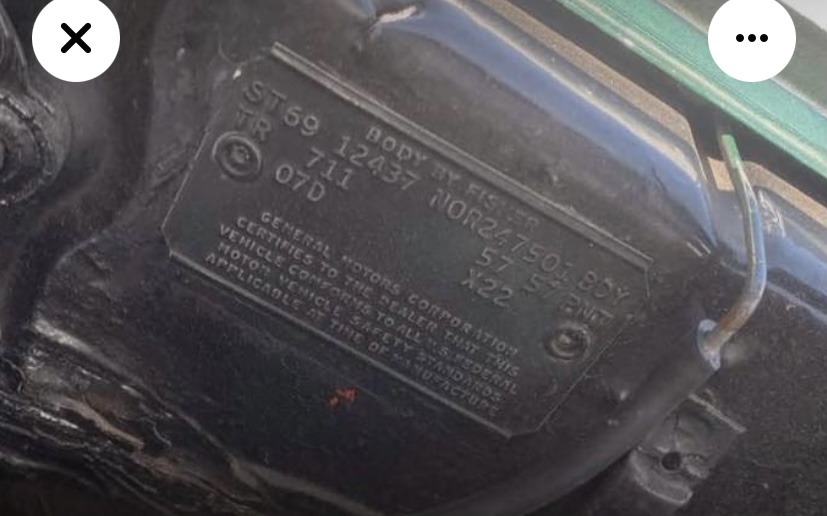 BODY BY FISHER
ST69 12437 NOR247501 BDY
TR 711 57 57 PNT
07D X22
GENERAL MOTORS CORPORATION
CERTIFIES TO THE DEALER THAT THIS
VEHICLE CONFORMS TO ALL U.S. FEDERAL
MOTOR VEHICLE SAFETY STANDARDS
APPLICABLE AT TIME OF MANUFACTURE